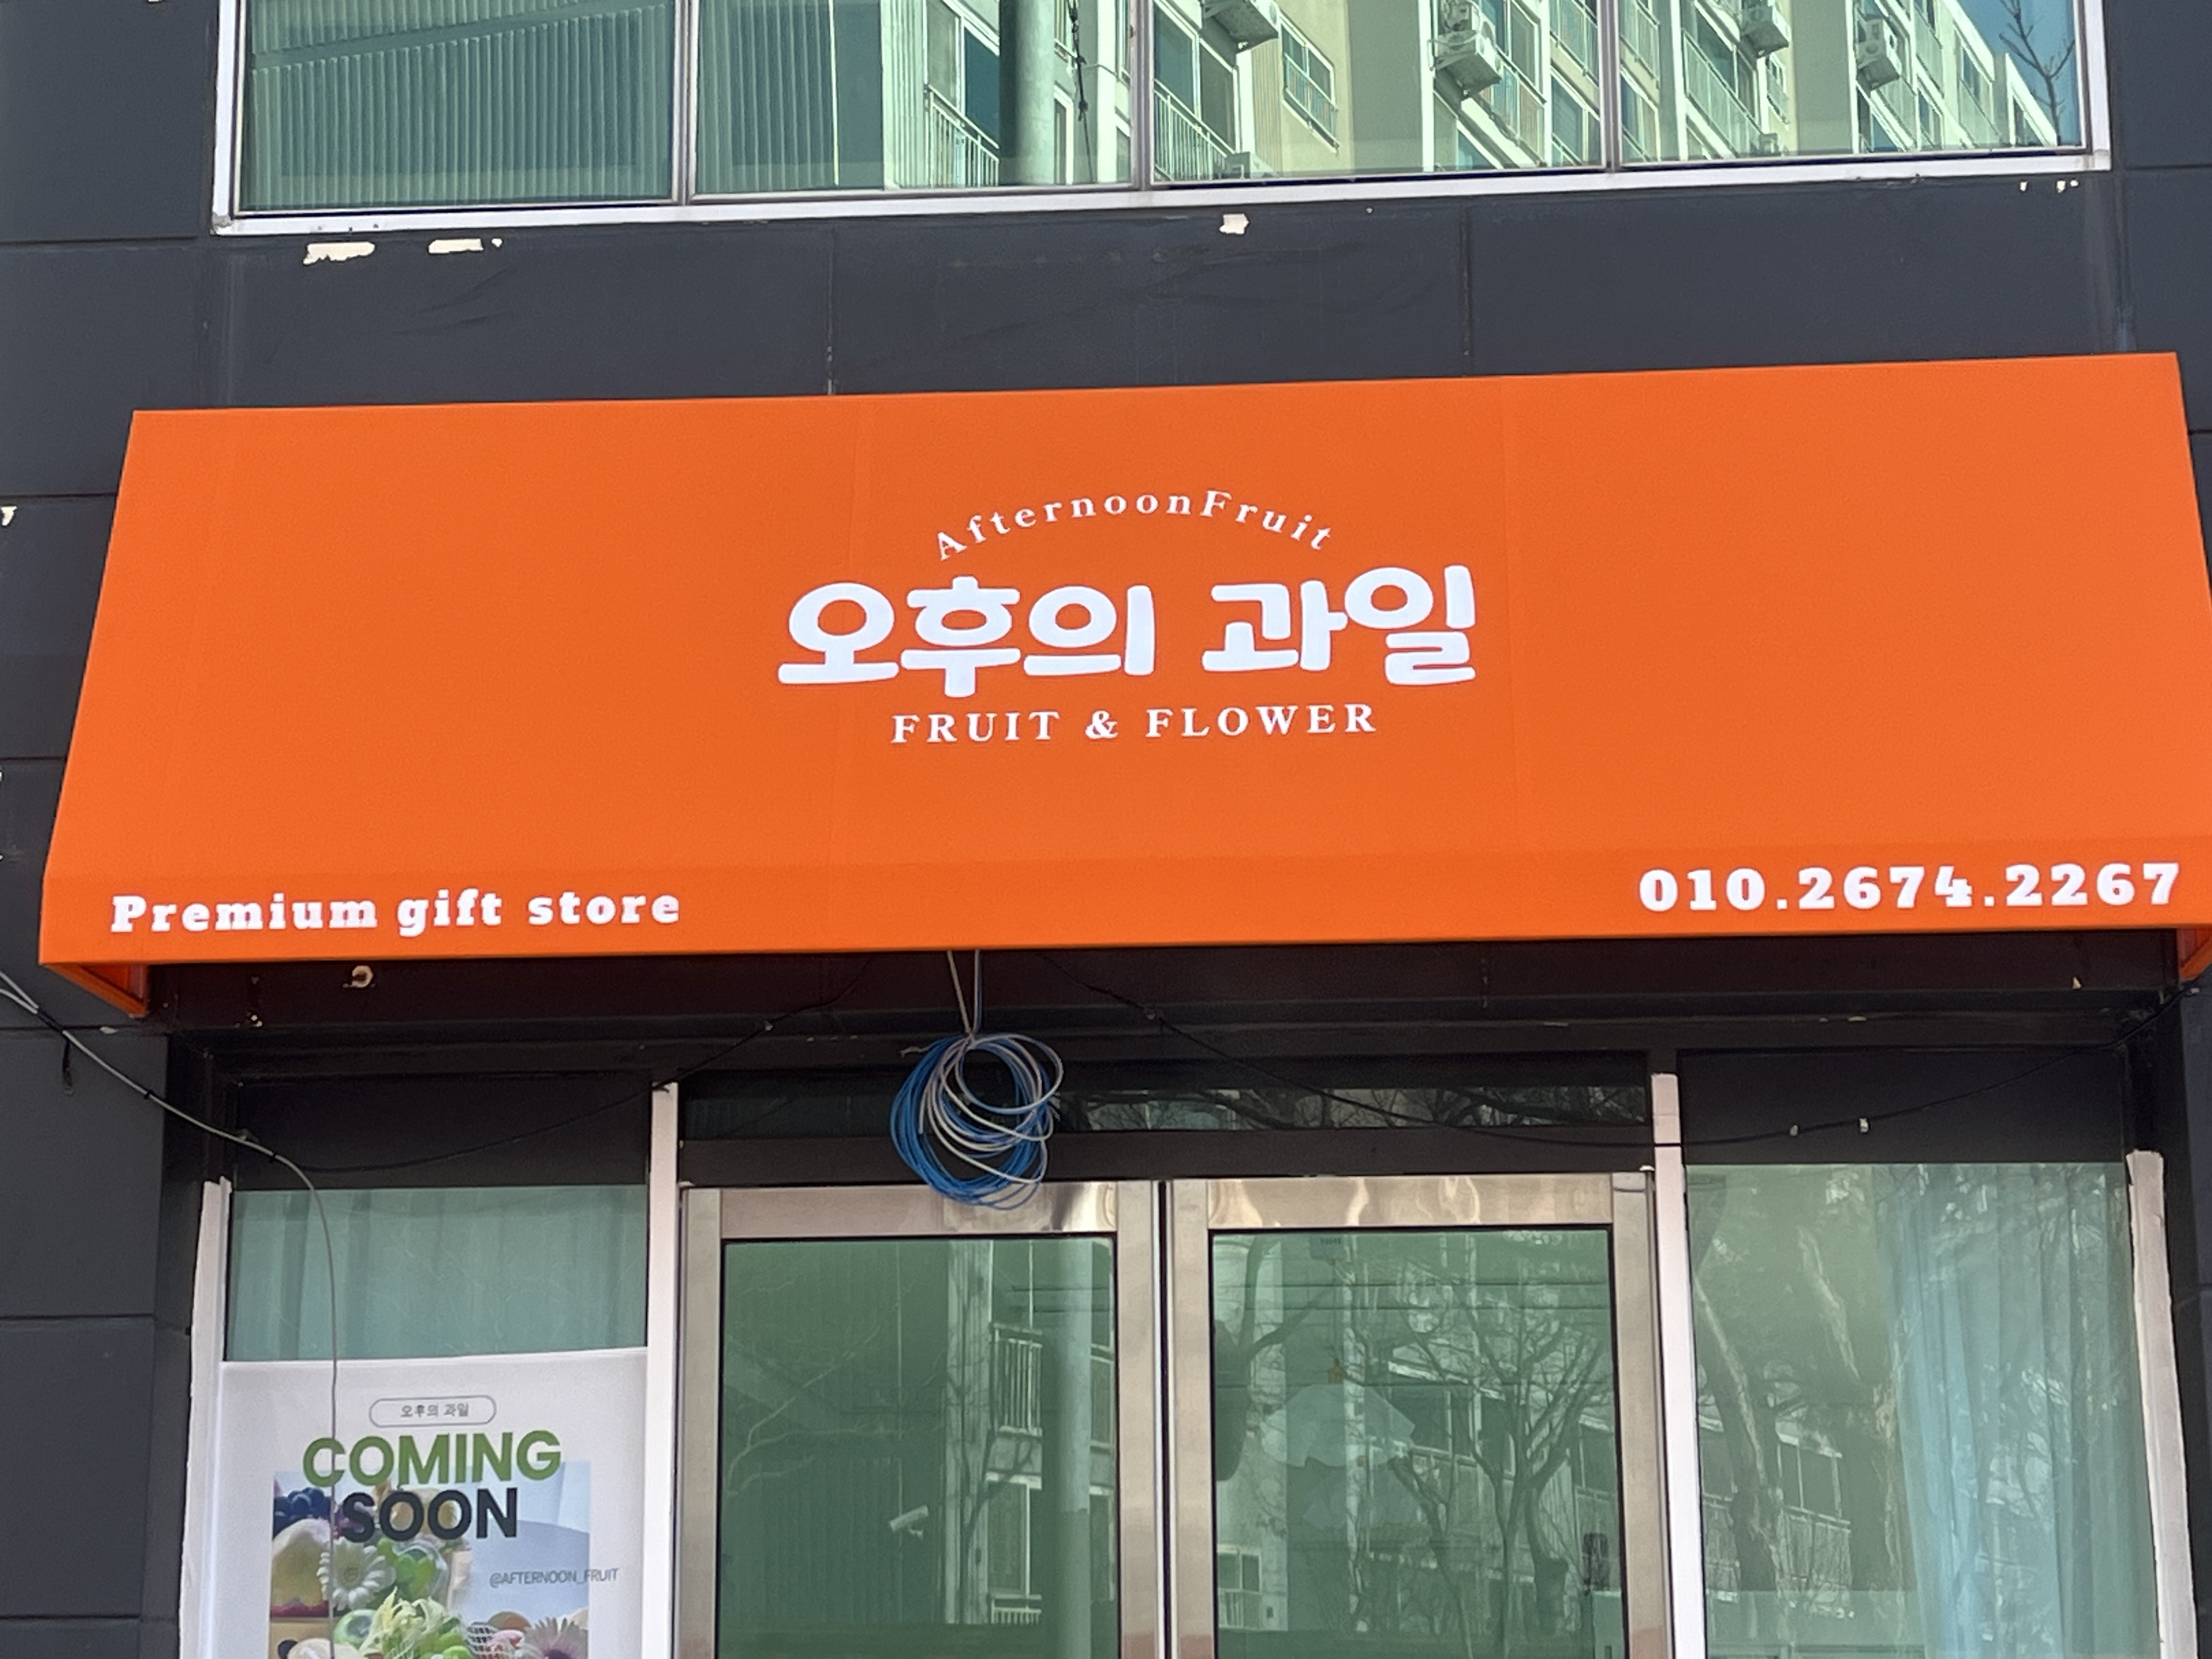 AfternoonFruit
오후의 과일
FRUIT & FLOWER
Premium gift store
010.2674.2267
오후의 과일
COMING
SOON
@AFTERNOON_FRUIT